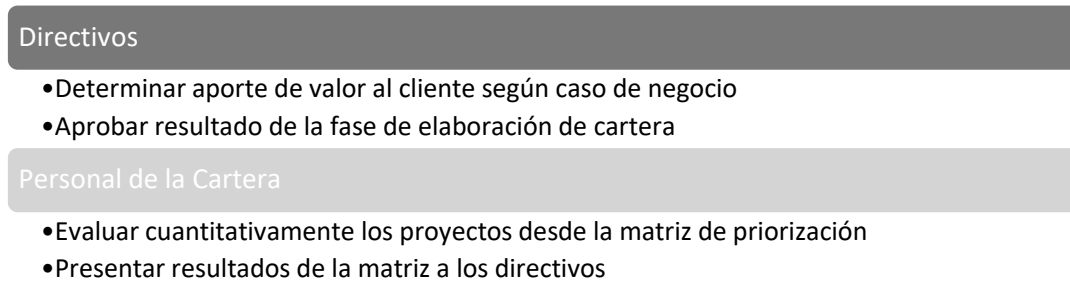 Directivos
•Determinar aporte de valor al cliente según caso de negocio
•Aprobar resultado de la fase de elaboración de cartera
Personal de la Cartera
•Evaluar cuantitativamente los proyectos desde la matriz de priorización
•Presentar resultados de la matriz a los directivos